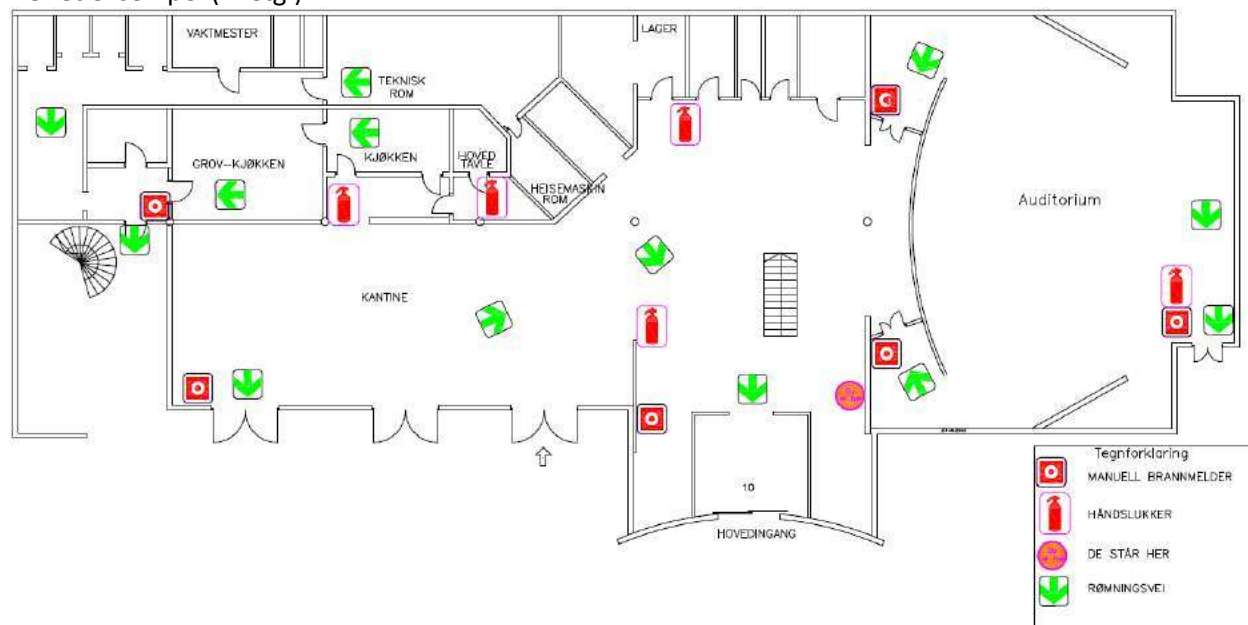 VAKTMESTER
LAGER
TEKNISK
ROM
GROV-KJØKKEN
KJØKKEN
HOVED
TAVLE
HEISEMASKIN
ROM
Auditorium
KANTINE
10
HOVEDINGANG
Tegnforklaring
MANUELL BRANNMELDER
HÅNDSLUKKER
DE STÅR HER
RØMNINGSVEI